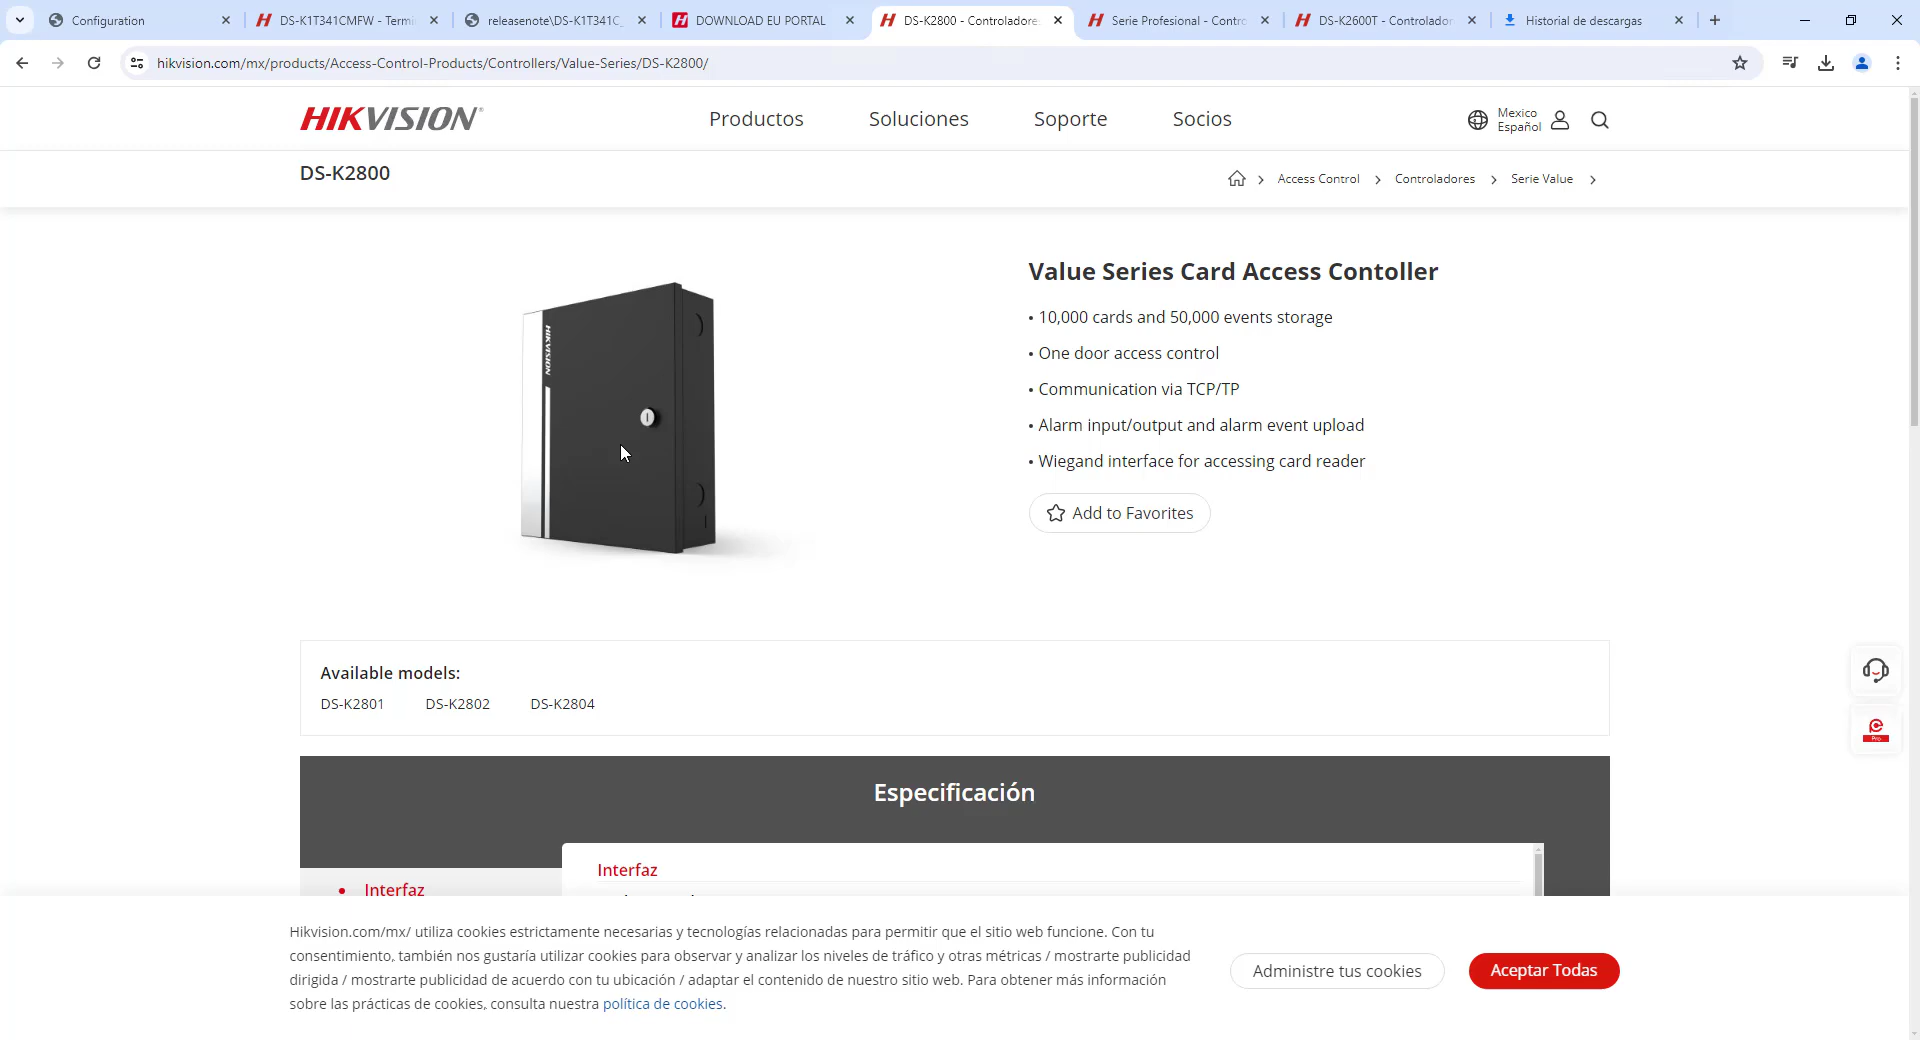 Configuration
DS-K1T341CMFW - Termi
releasenote\DS-K1T341C_
DOWNLOAD EU PORTAL
DS-K2800 - Controladore
Serie Profesional - Contro
DS-K2600T - Controlador
Historial de descargas
hikvision.com/mx/products/Access-Control-Products/Controllers/Value-Series/DS-K2800/
HIKVISION
Productos
Soluciones
Soporte
Socios
Mexico
Español
DS-K2800
Access Control
Controladores
Serie Value
HIKVISION
Value Series Card Access Contoller
• 10,000 cards and 50,000 events storage
• One door access control
• Communication via TCP/TP
• Alarm input/output and alarm event upload
• Wiegand interface for accessing card reader
Add to Favorites
Available models:
DS-K2801 DS-K2802 DS-K2804
Pro
Especificación
Interfaz
• Interfaz
Hikvision.com/mx/ utiliza cookies estrictamente necesarias y tecnologías relacionadas para permitir que el sitio web funcione. Con tu
consentimiento, también nos gustaría utilizar cookies para observar y analizar los niveles de tráfico y otras métricas / mostrarte publicidad
dirigida / mostrarte publicidad de acuerdo con tu ubicación / adaptar el contenido de nuestro sitio web. Para obtener más información
sobre las prácticas de cookies, consulta nuestra política de cookies.
Administre tus cookies
Aceptar Todas